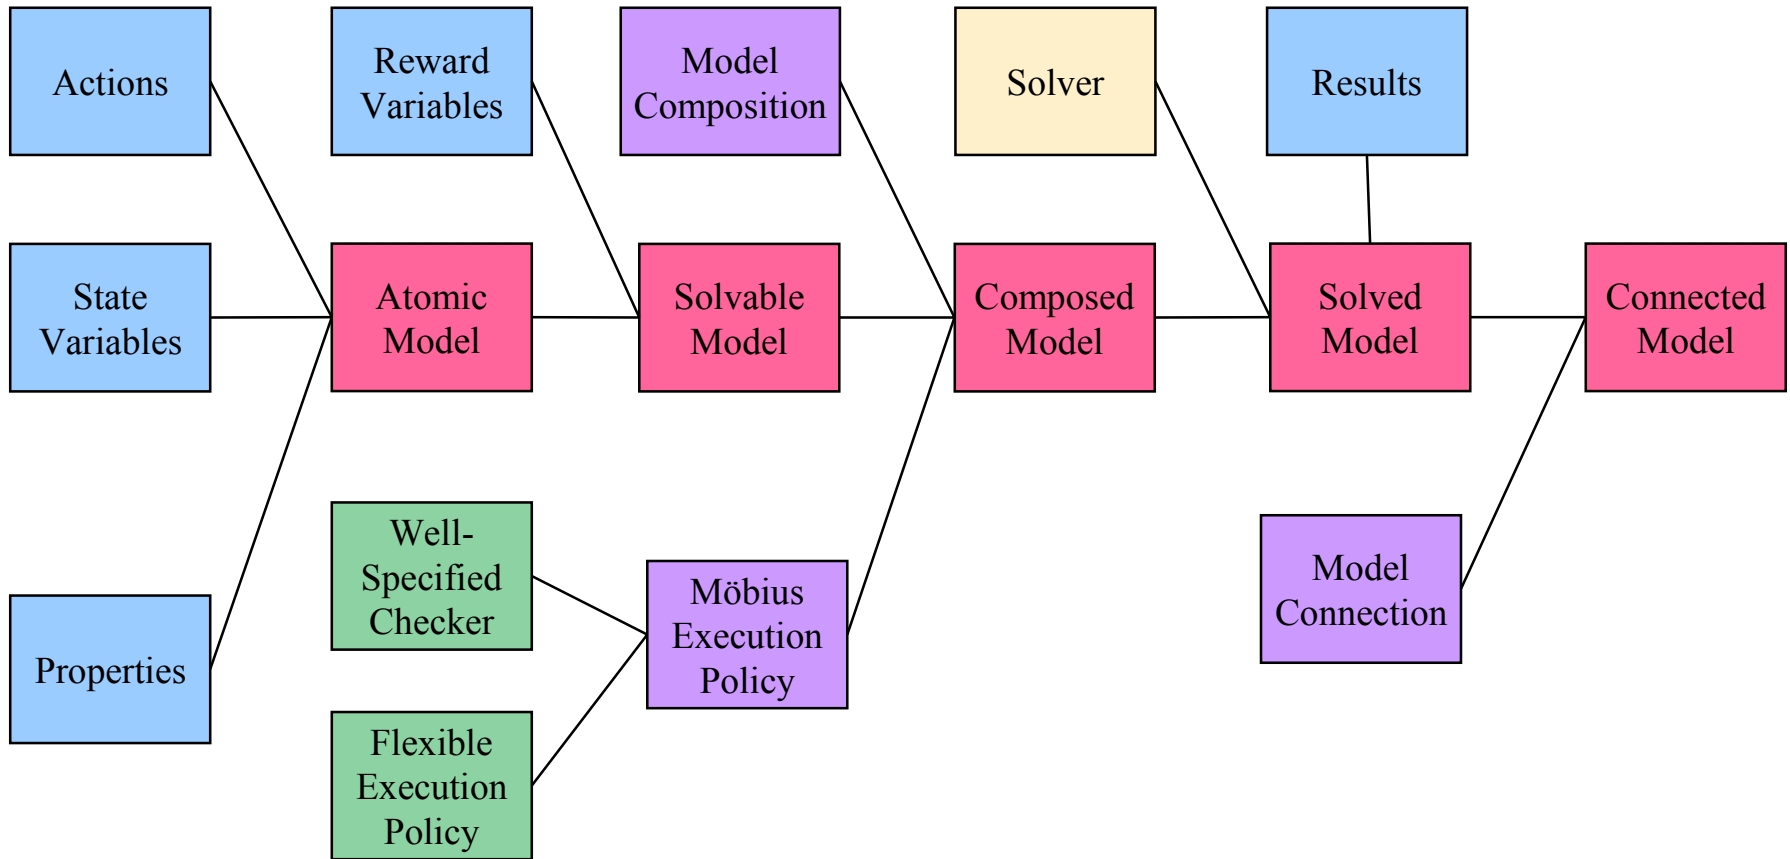 Actions
Reward
Variables
Model
Composition
Solver
Results
State
Variables
Atomic
Model
Solvable
Model
Composed
Model
Solved
Model
Connected
Model
Well-
Specified
Checker
Möbius
Execution
Policy
Model
Connection
Properties
Flexible
Execution
Policy